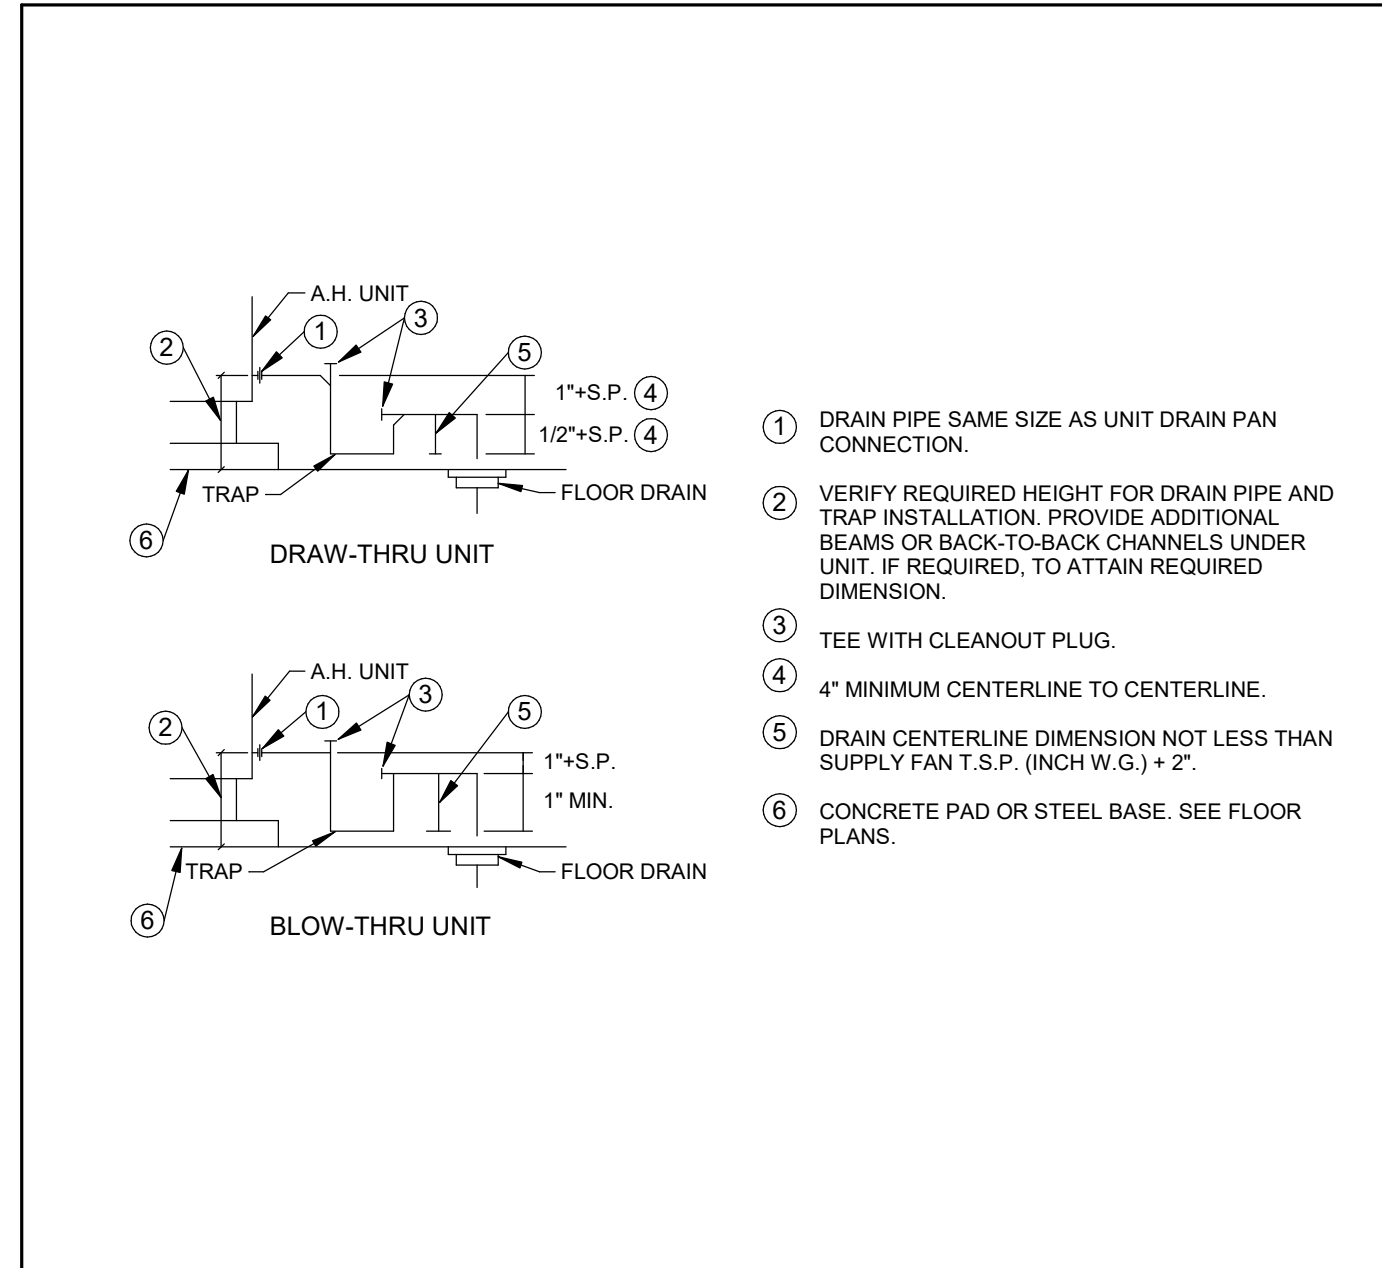 A.H. UNIT
1
3
2
5
1"+S.P. 4
1/2"+S.P. 4
TRAP
FLOOR DRAIN
6
DRAW-THRU UNIT
A.H. UNIT
3
1
5
2
1"+S.P.
1" MIN.
TRAP
FLOOR DRAIN
6
BLOW-THRU UNIT
1 DRAIN PIPE SAME SIZE AS UNIT DRAIN PAN
CONNECTION.
2 VERIFY REQUIRED HEIGHT FOR DRAIN PIPE AND
TRAP INSTALLATION. PROVIDE ADDITIONAL
BEAMS OR BACK-TO-BACK CHANNELS UNDER
UNIT. IF REQUIRED, TO ATTAIN REQUIRED
DIMENSION.
3 TEE WITH CLEANOUT PLUG.
4 4" MINIMUM CENTERLINE TO CENTERLINE.
5 DRAIN CENTERLINE DIMENSION NOT LESS THAN
SUPPLY FAN T.S.P. (INCH W.G.) + 2".
6 CONCRETE PAD OR STEEL BASE. SEE FLOOR
PLANS.